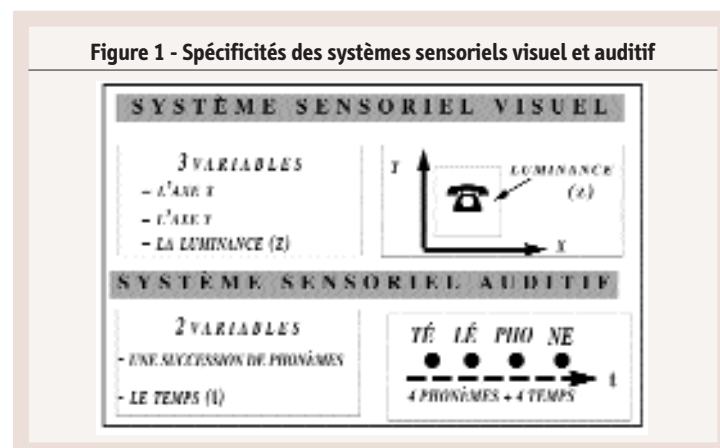 Figure 1 - Spécificités des systèmes sensoriels visuel et auditif
SYSTÈME SENSORIEL VISUEL
3 VARIABLES
- L'AXE X
- L'AXE Y
- LA LUMINANCE (Z)
Y
LUMINANCE
(z)
X
SYSTÈME SENSORIEL AUDITIF
2 VARIABLES
- UNE SUCCESSION DE PHONÈMES
- LE TEMPS (t)
TÉ LÉ PHO NE
t
4 PHONÈMES + 4 TEMPS